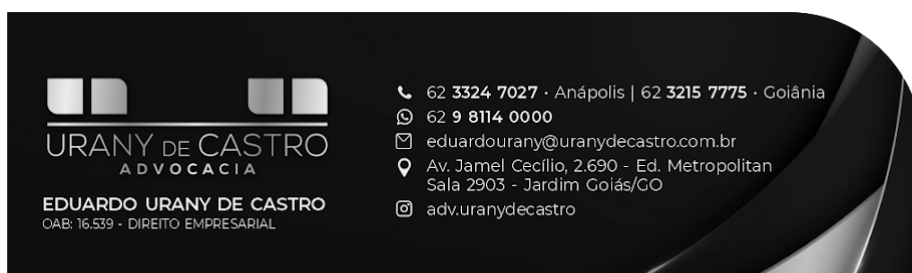 URANY DE CASTRO
ADVOCACIA
EDUARDO URANY DE CASTRO
OAB: 16.539 - DIREITO EMPRESARIAL
62 3324 7027 · Anápolis | 62 3215 7775 · Goiânia
62 9 8114 0000
eduardourany@uranydecastro.com.br
Av. Jamel Cecílio, 2.690 - Ed. Metropolitan
Sala 2903 - Jardim Goiás/GO
adv.uranydecastro